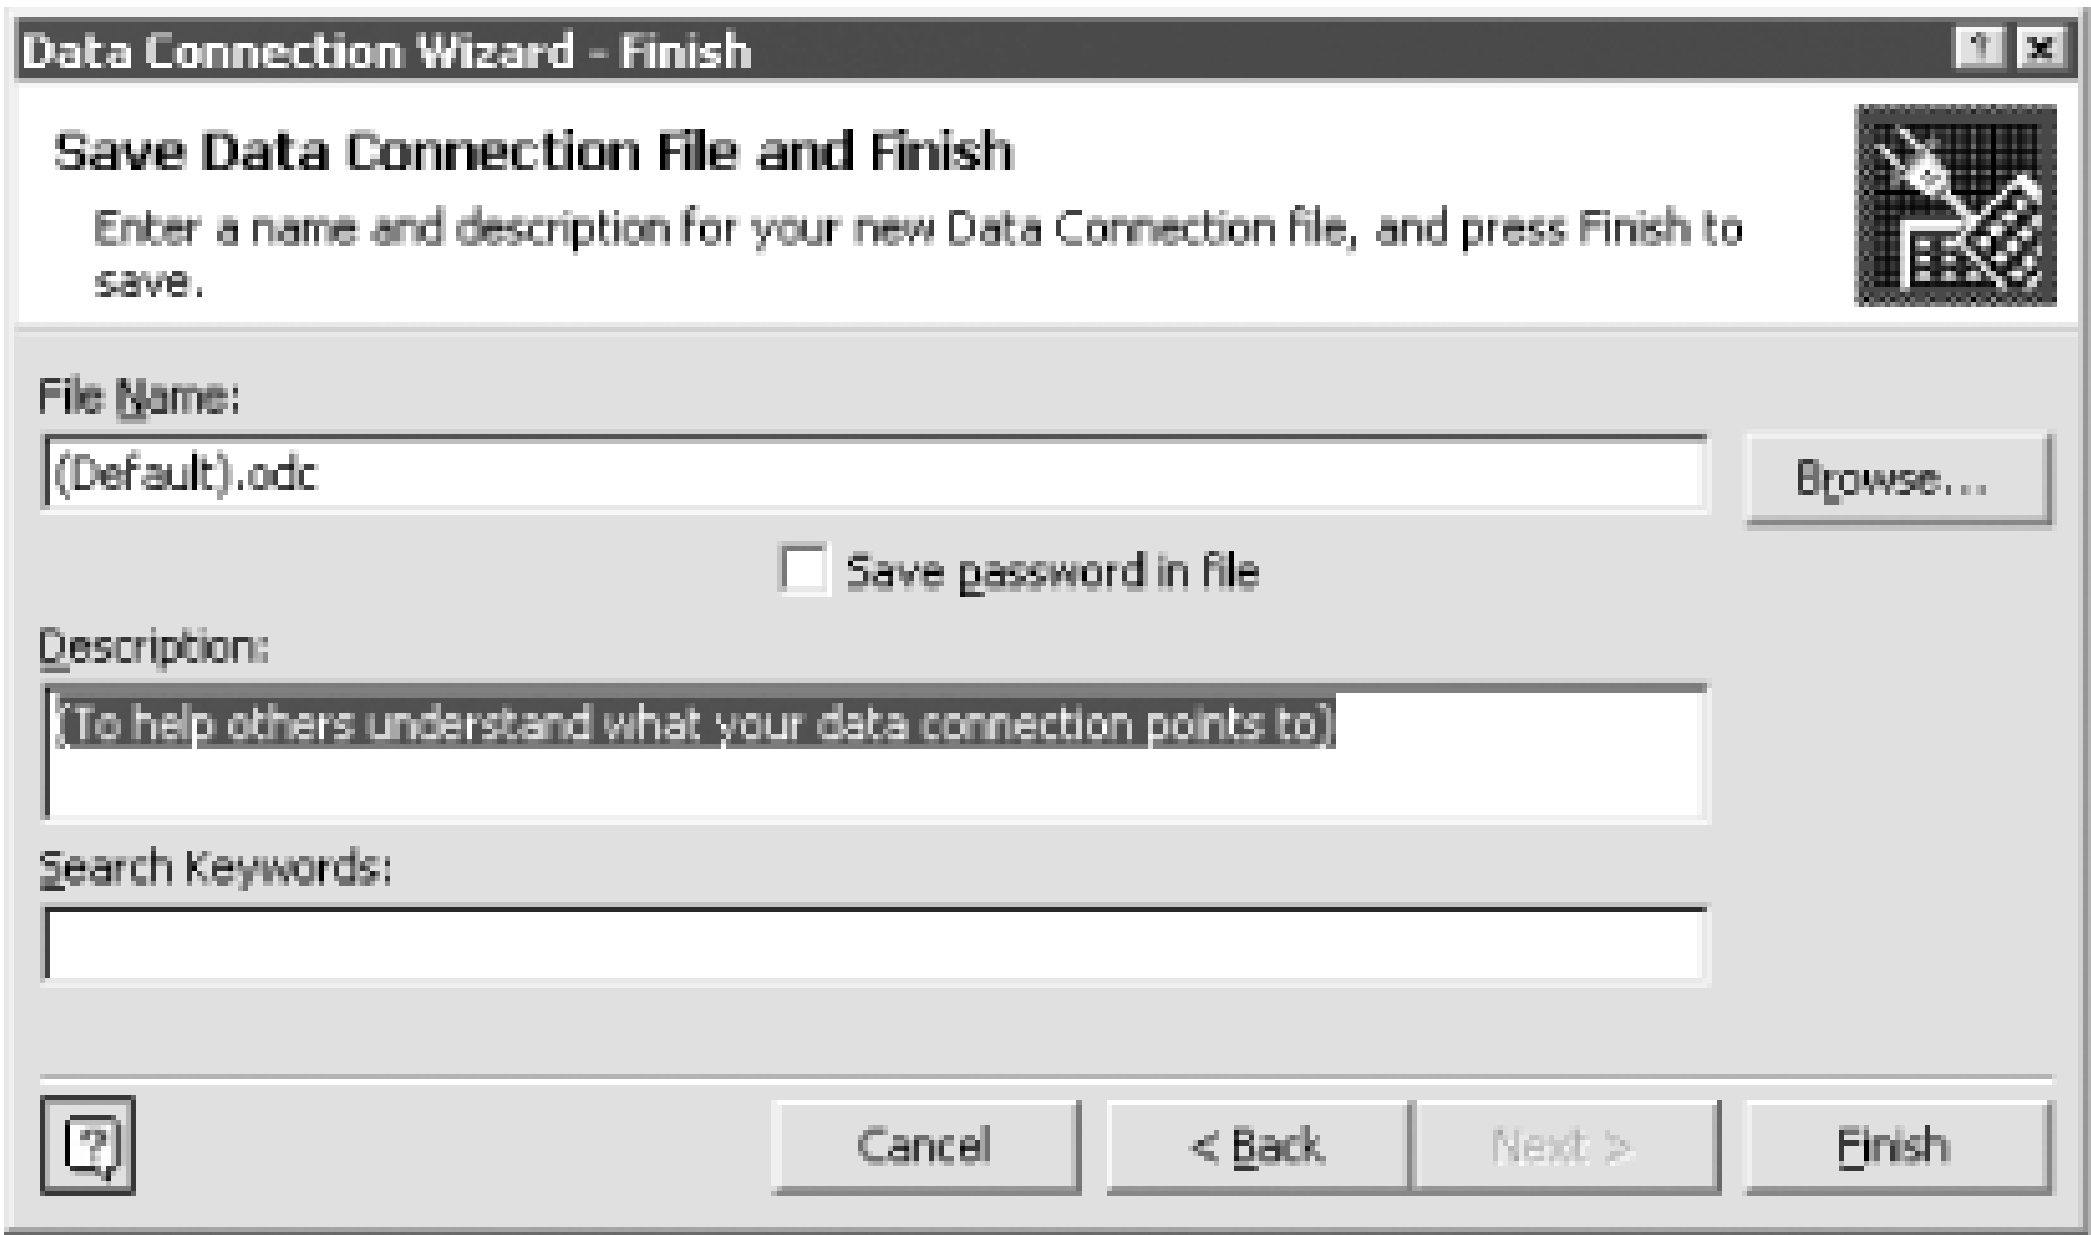 Data Connection Wizard - Finish
Save Data Connection File and Finish
Enter a name and description for your new Data Connection file, and press Finish to
save.
File Name:
(Default).odc
Browse...
Save password in file
Description:
(To help others understand what your data connection points to)
Search Keywords:
Cancel
< Back
Next >
Finish